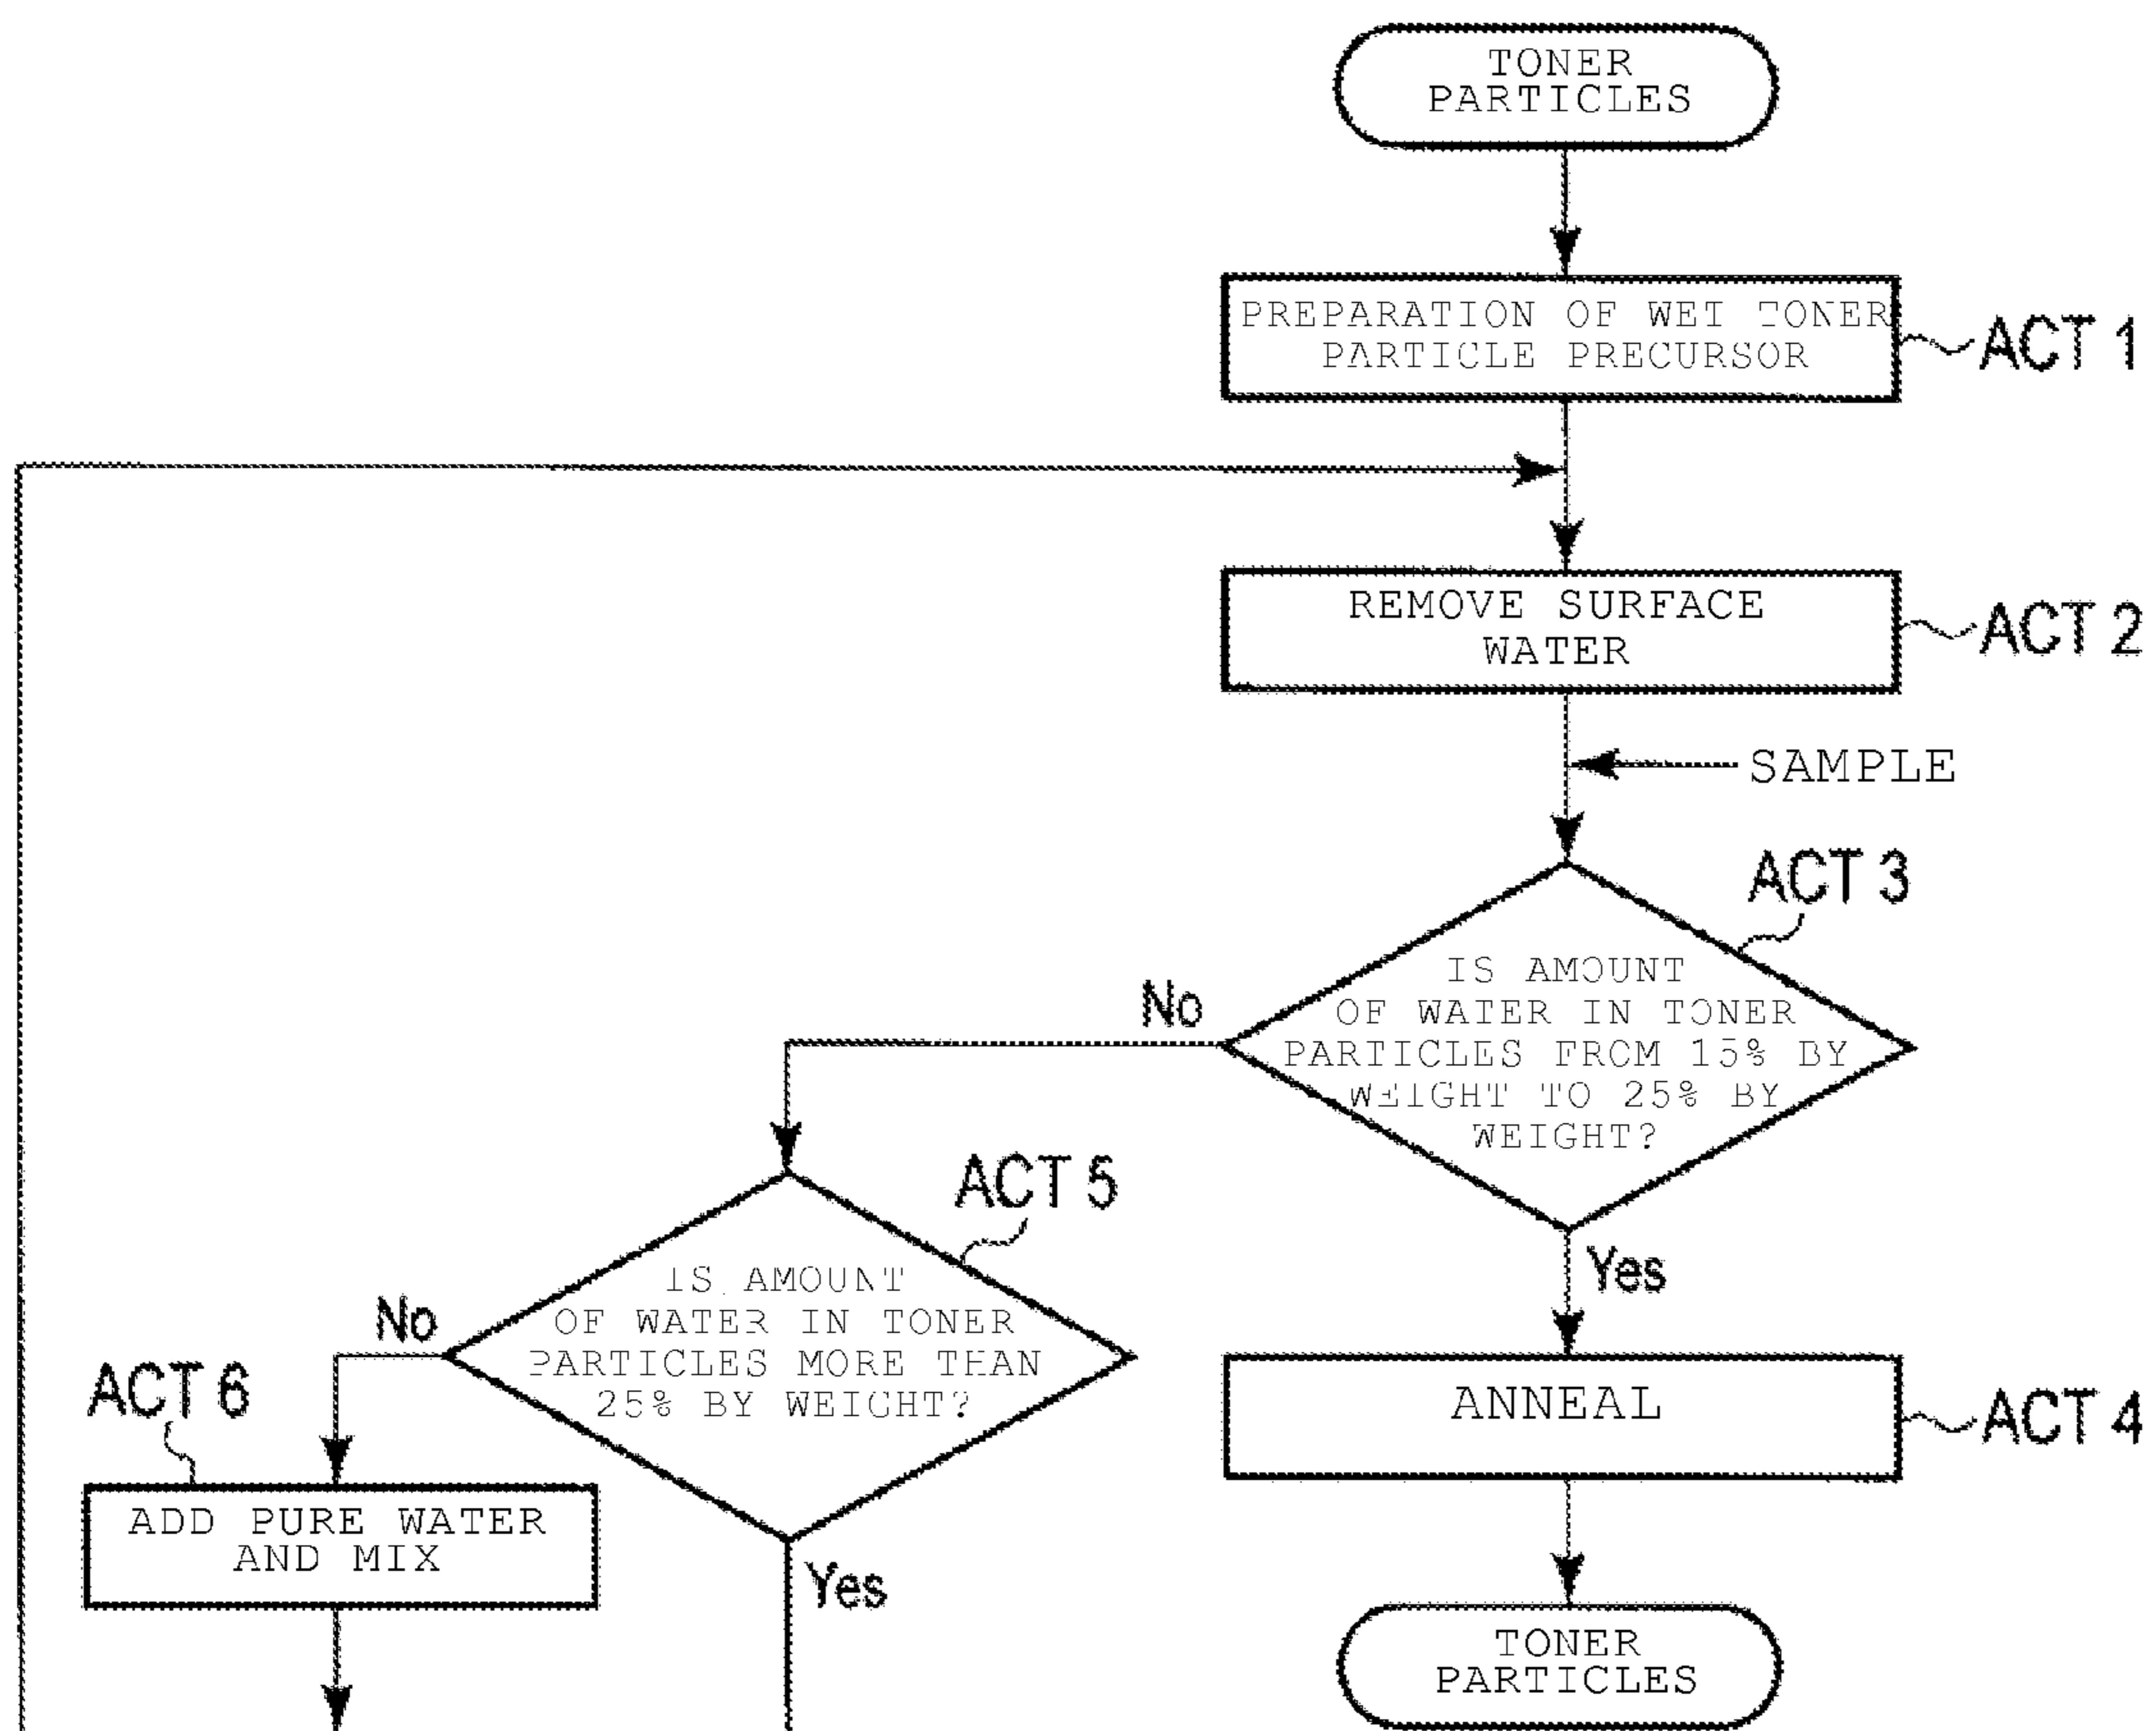 TONER
PARTICLES
PREPARATION OF WET TONER
PARTICLE PRECURSOR
ACT 1
REMOVE SURFACE
WATER
ACT 2
SAMPLE
ACT 3
IS AMOUNT
OF WATER IN TONER
PARTICLES FROM 15% BY
WEIGHT TO 25% BY
WEIGHT?
No
Yes
ACT 5
IS AMOUNT
OF WATER IN TONER
PARTICLES MORE THAN
25% BY WEIGHT?
No
Yes
ANNEAL
ACT 4
ACT 6
ADD PURE WATER
AND MIX
TONER
PARTICLES